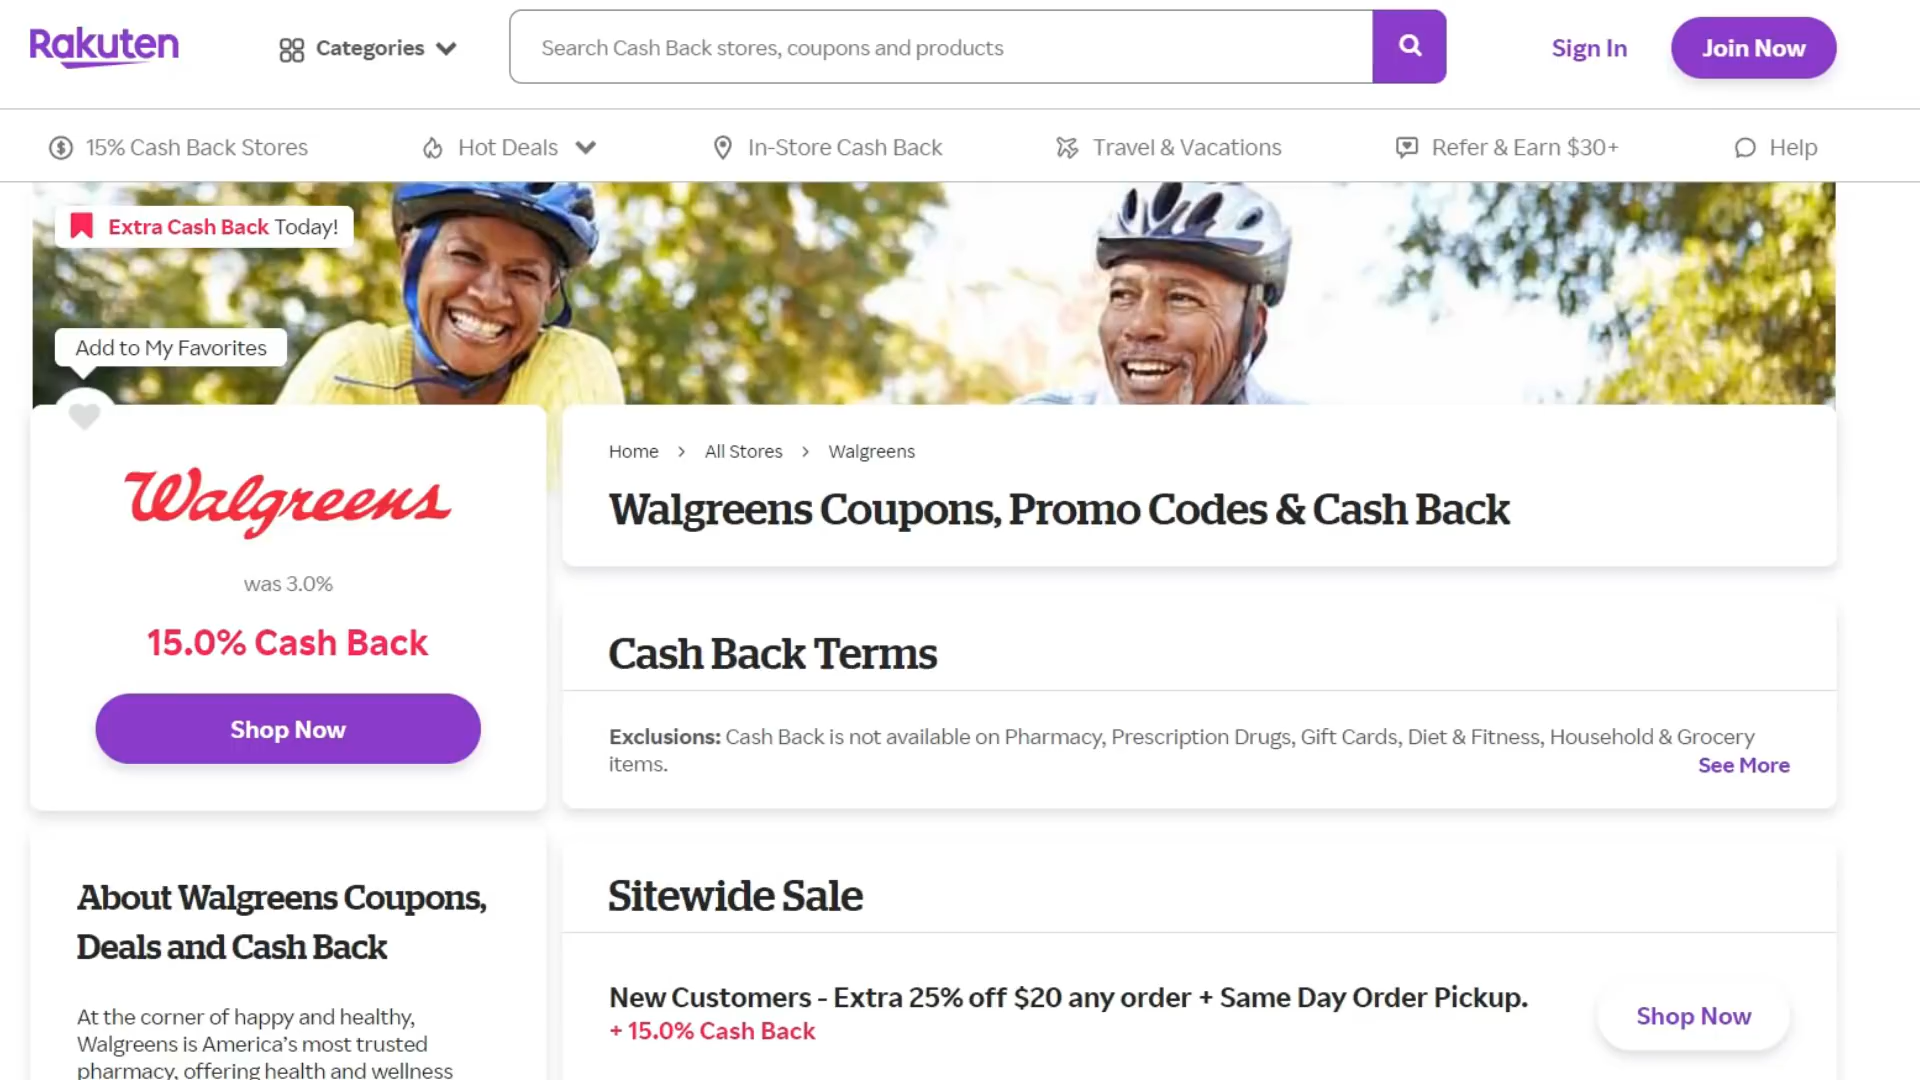 Rakuten
Categories
Search Cash Back stores, coupons and products
Sign In
Join Now
15% Cash Back Stores
Hot Deals
In-Store Cash Back
Travel & Vacations
Refer & Earn $30+
Help
Extra Cash Back Today!
Add to My Favorites
Walgreens
was 3.0%
15.0% Cash Back
Shop Now
About Walgreens Coupons,
Deals and Cash Back
At the corner of happy and healthy,
Walgreens is America’s most trusted
pharmacy, offering health and wellness
Home > All Stores > Walgreens
Walgreens Coupons, Promo Codes & Cash Back
Cash Back Terms
Exclusions: Cash Back is not available on Pharmacy, Prescription Drugs, Gift Cards, Diet & Fitness, Household & Grocery
items.
See More
Sitewide Sale
New Customers - Extra 25% off $20 any order + Same Day Order Pickup.
+ 15.0% Cash Back
Shop Now